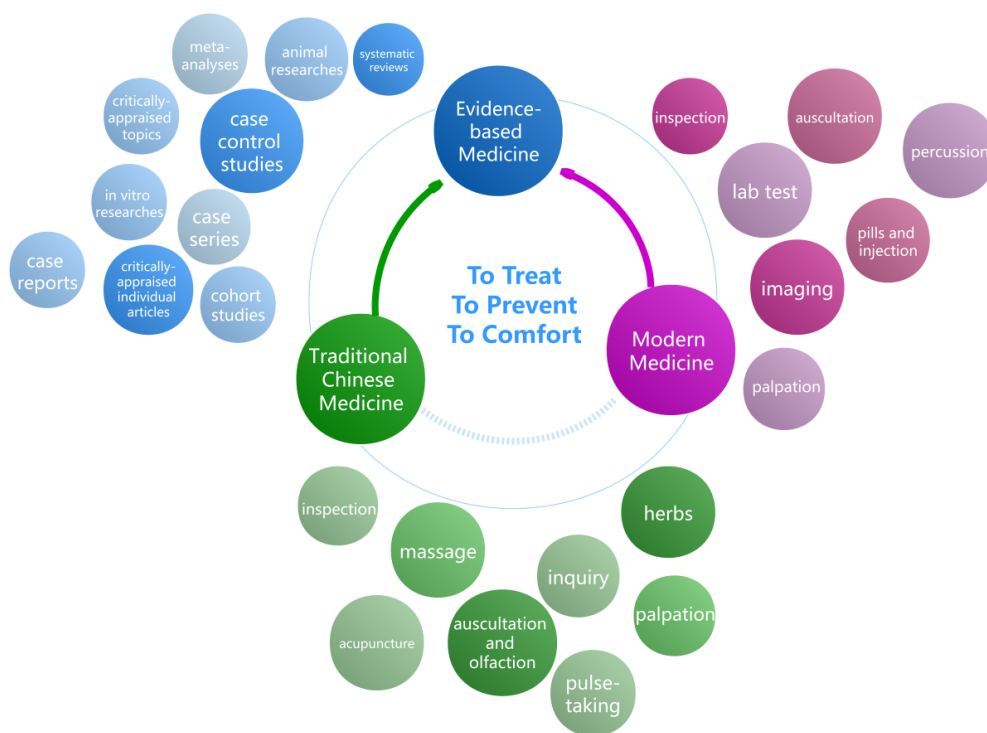 meta-
analyses
animal
researches
systematic
reviews
critically-
appraised
topics
case
control
studies
in vitro
researches
case
series
case
reports
critically-
appraised
individual
articles
cohort
studies
Evidence-
based
Medicine
inspection
auscultation
percussion
lab test
pills and
injection
imaging
palpation
To Treat
To Prevent
To Comfort
Traditional
Chinese
Medicine
Modern
Medicine
inspection
massage
herbs
inquiry
acupuncture
auscultation
and
olfaction
palpation
pulse-
taking